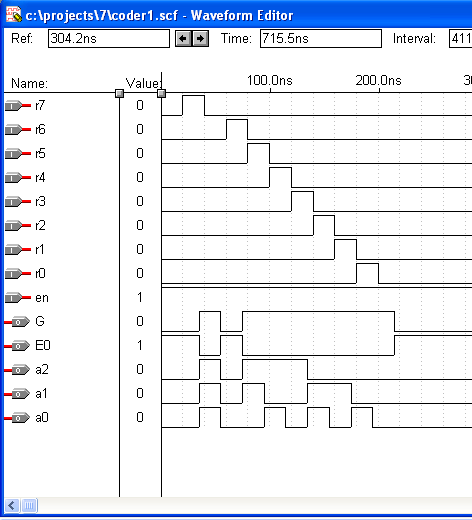 c:\projects\7\coder1.scf - Waveform Editor
Ref: 304.2ns Time: 715.5ns Interval: 411
Name: Value: 100.0ns 200.0ns 30
r7 0
r6 0
r5 0
r4 0
r3 0
r2 0
r1 0
r0 0
en 1
G 0
E0 1
a2 0
a1 0
a0 0